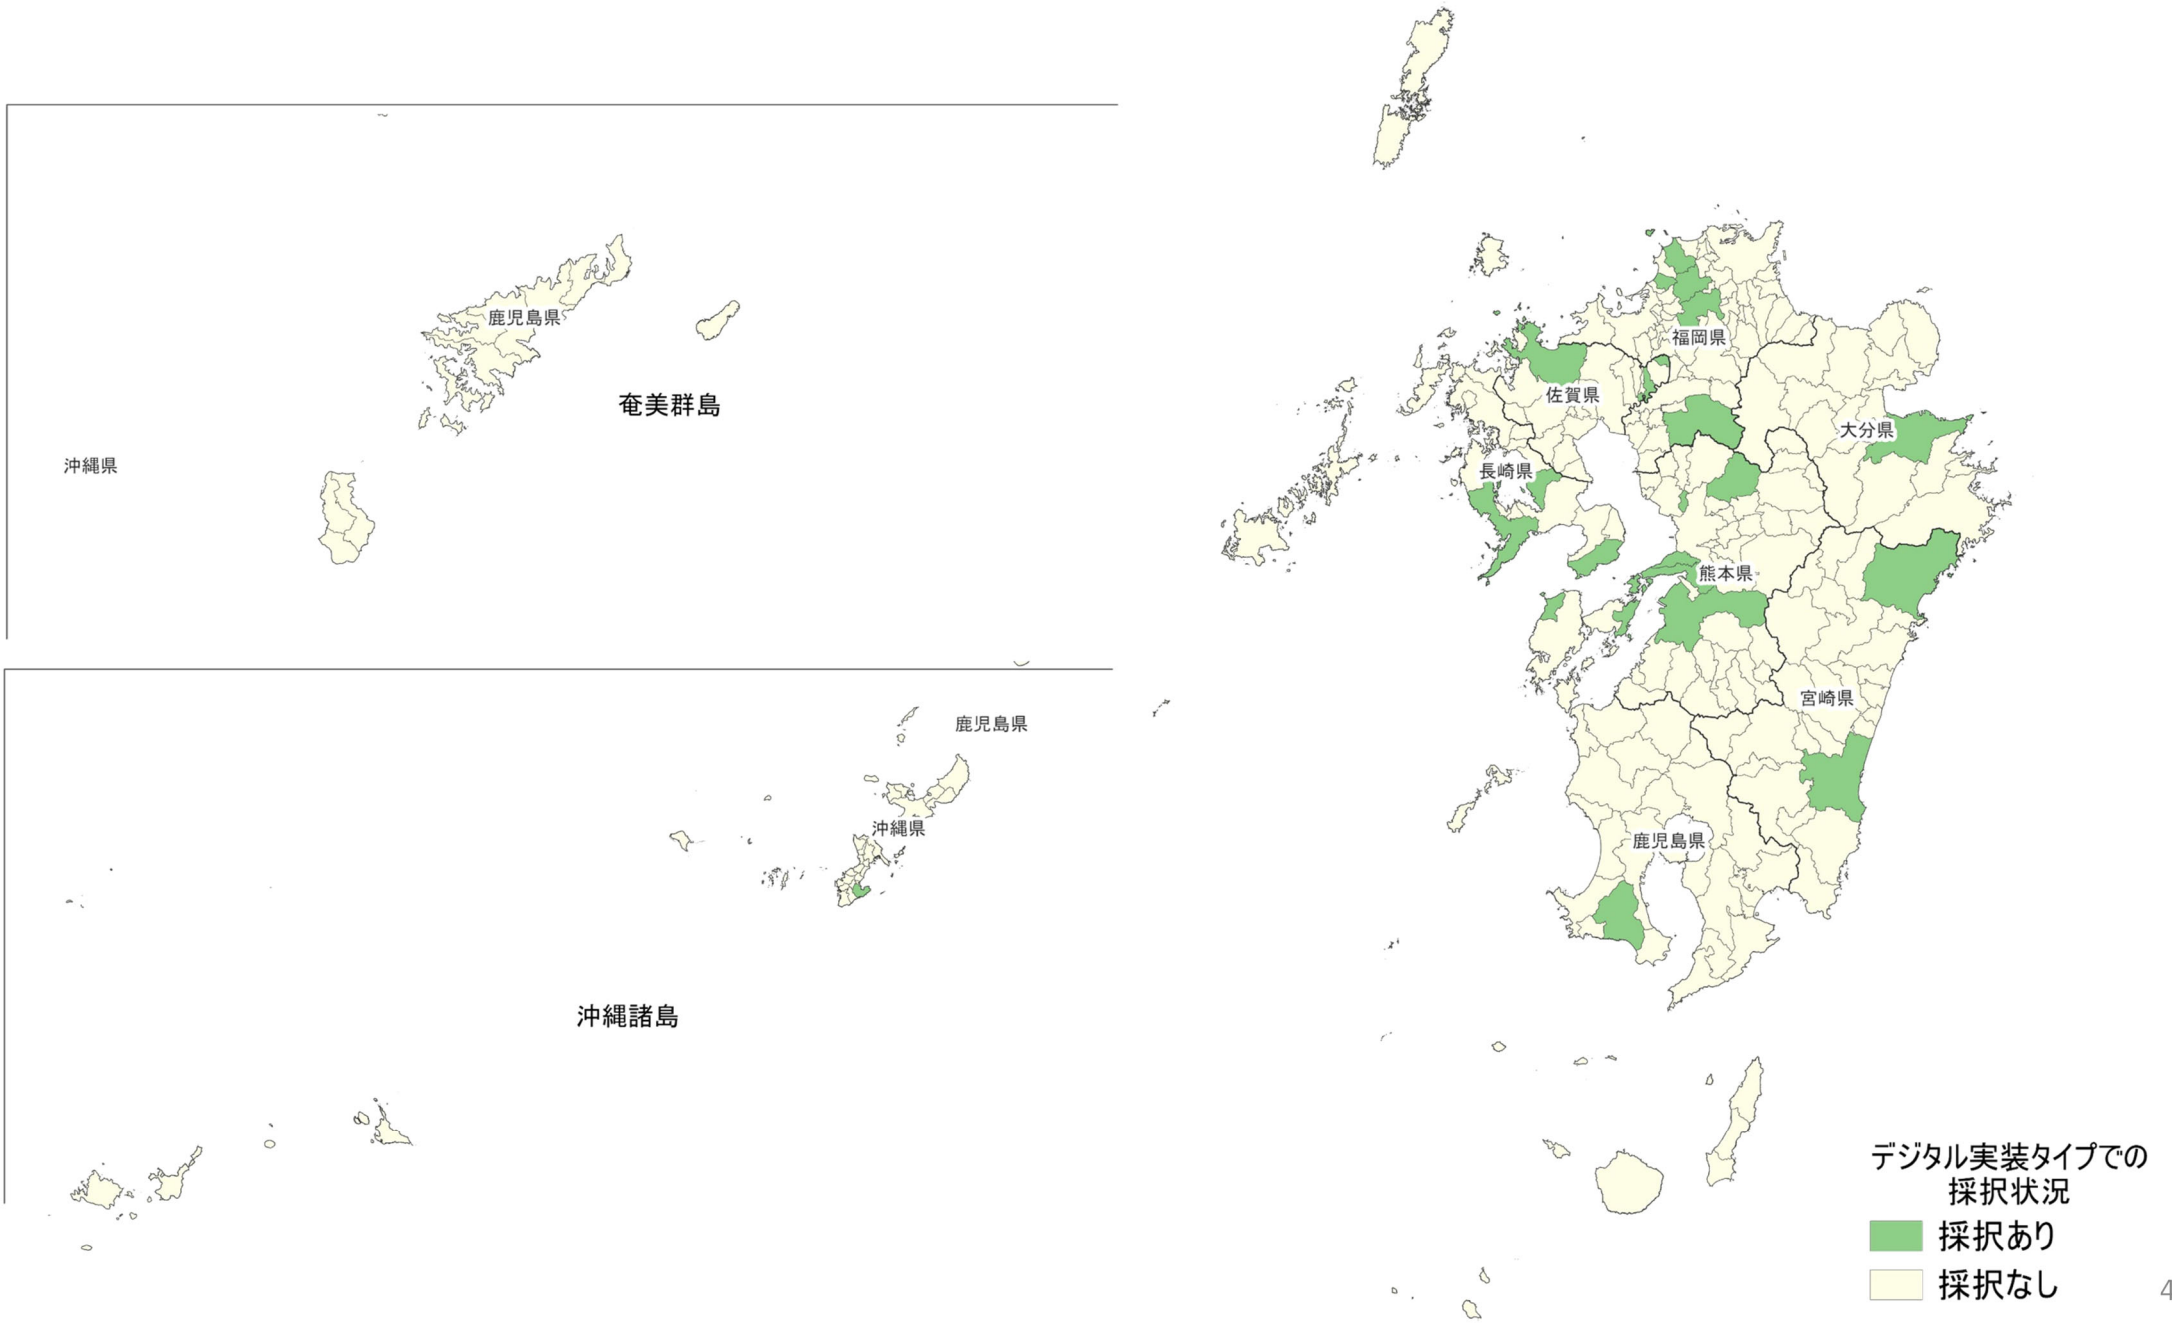 鹿児島県
奄美群島
沖縄県
鹿児島県
沖縄県
沖縄諸島
福岡県
佐賀県
大分県
長崎県
熊本県
宮崎県
鹿児島県
デジタル実装タイプでの
採択状況
採択あり
採択なし
4